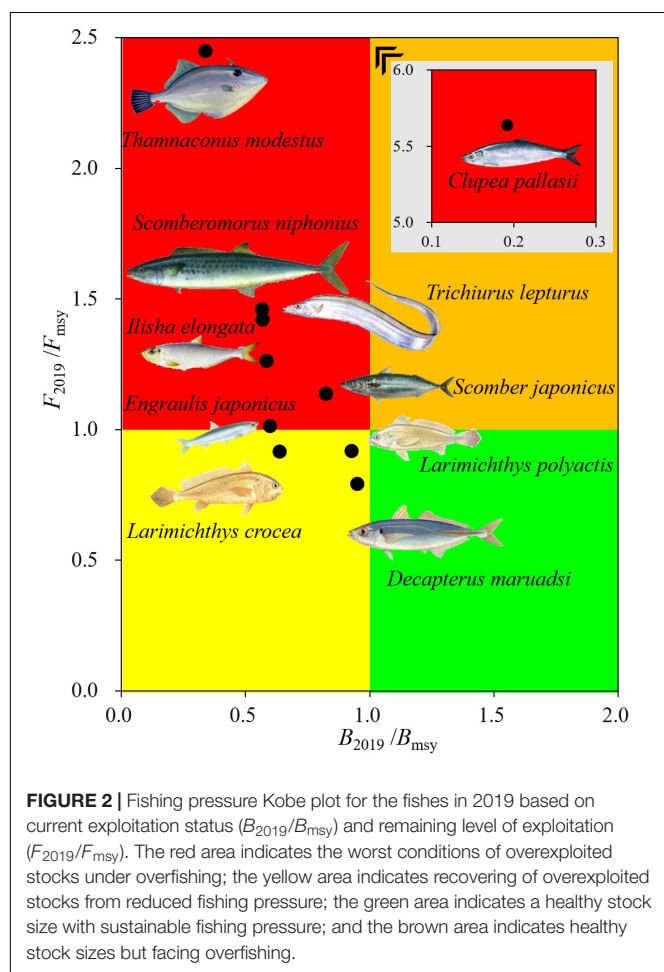 2.5
2.0
1.5
1.0
0.5
0.0
F2019 /Fmsy
Thamnaconus modestus
6.0
5.5
5.0
Clupea pallasii
0.1 0.2 0.3
Scomberomorus niphonius
Trichiurus lepturus
Ilisha elongata
Scomber japonicus
Engraulis japonicus
Larimichthys polyactis
Larimichthys crocea
Decapterus maruadsi
0.0 0.5 1.0 1.5 2.0
B2019 /Bmsy
FIGURE 2 | Fishing pressure Kobe plot for the fishes in 2019 based on
current exploitation status (B2019/Bmsy) and remaining level of exploitation
(F2019/Fmsy). The red area indicates the worst conditions of overexploited
stocks under overfishing; the yellow area indicates recovering of overexploited
stocks from reduced fishing pressure; the green area indicates a healthy stock
size with sustainable fishing pressure; and the brown area indicates healthy
stock sizes but facing overfishing.